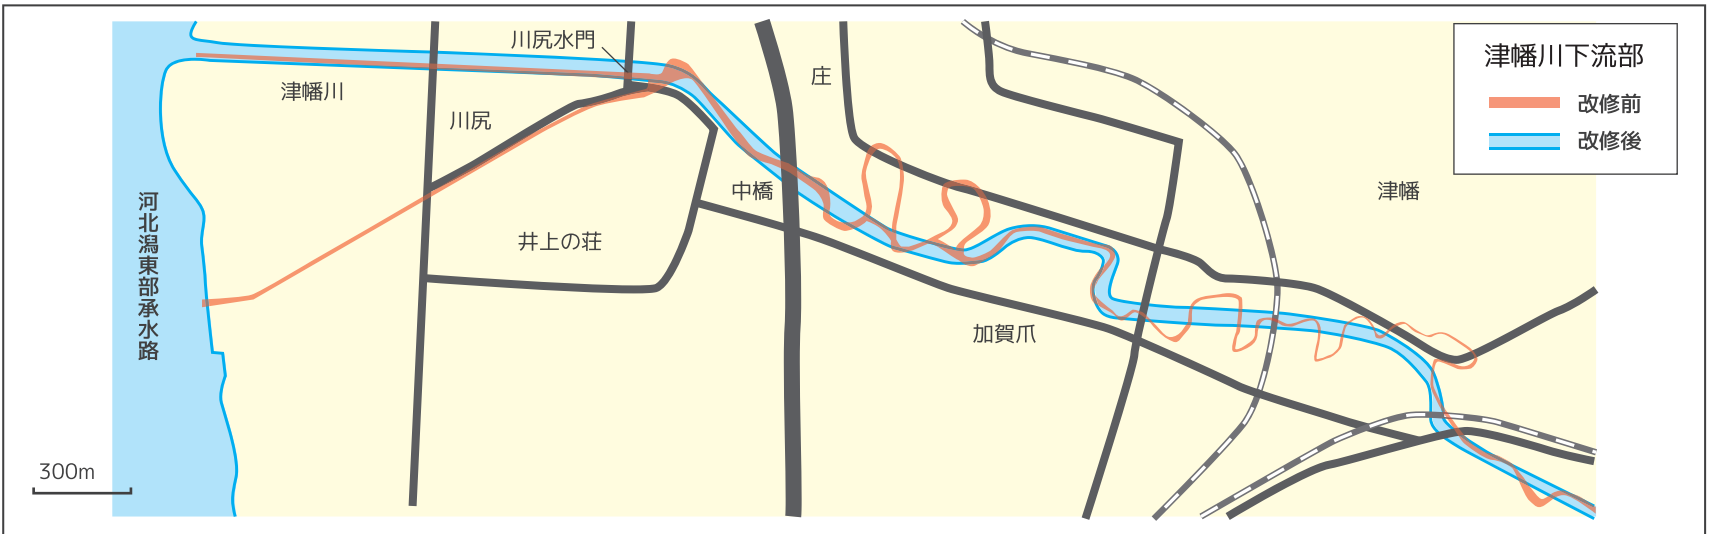 津幡川下流部
改修前
改修後
川尻水門
庄
津幡川
川尻
中橋
津幡
河北潟東部承水路
井上の荘
加賀爪
300m